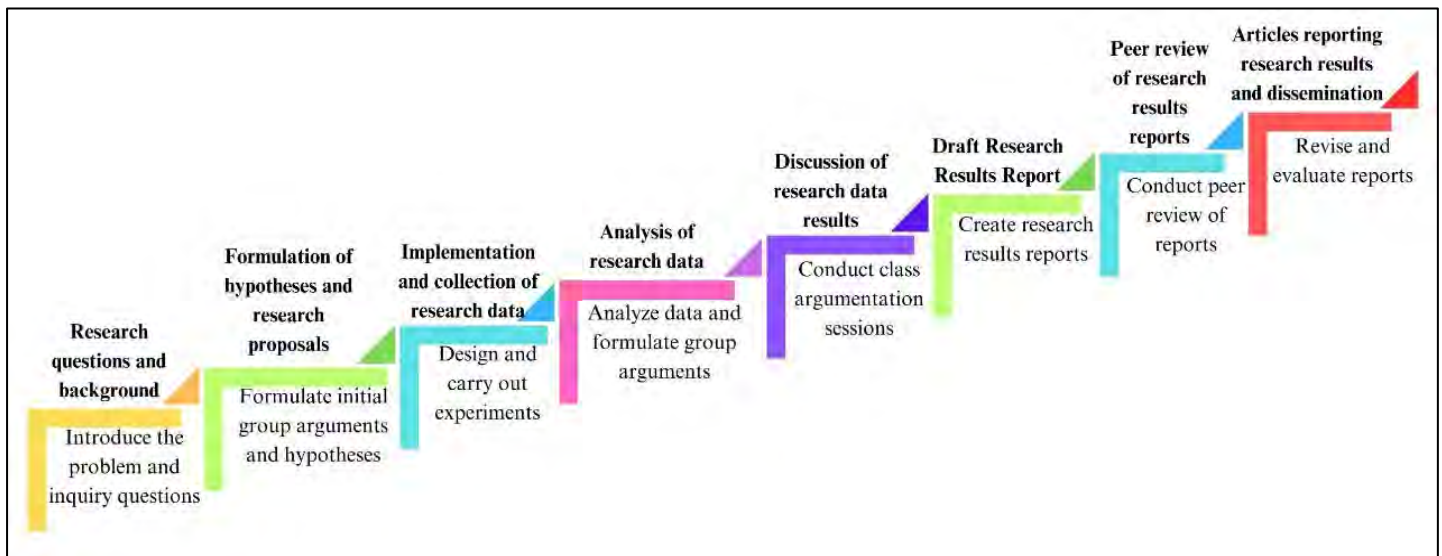 Research
questions and
background
Introduce the
problem and
inquiry questions
Formulation of
hypotheses and
research
proposals
Formulate initial
group arguments
and hypotheses
Implementation
and collection of
research data
Design and
carry out
experiments
Analysis of
research data
Analyze data and
formulate group
arguments
Discussion of
research data
results
Conduct class
argumentation
sessions
Draft Research
Results Report
Create research
results reports
Peer review
of research
results
reports
Conduct peer
review of
reports
Articles reporting
research results
and dissemination
Revise and
evaluate reports